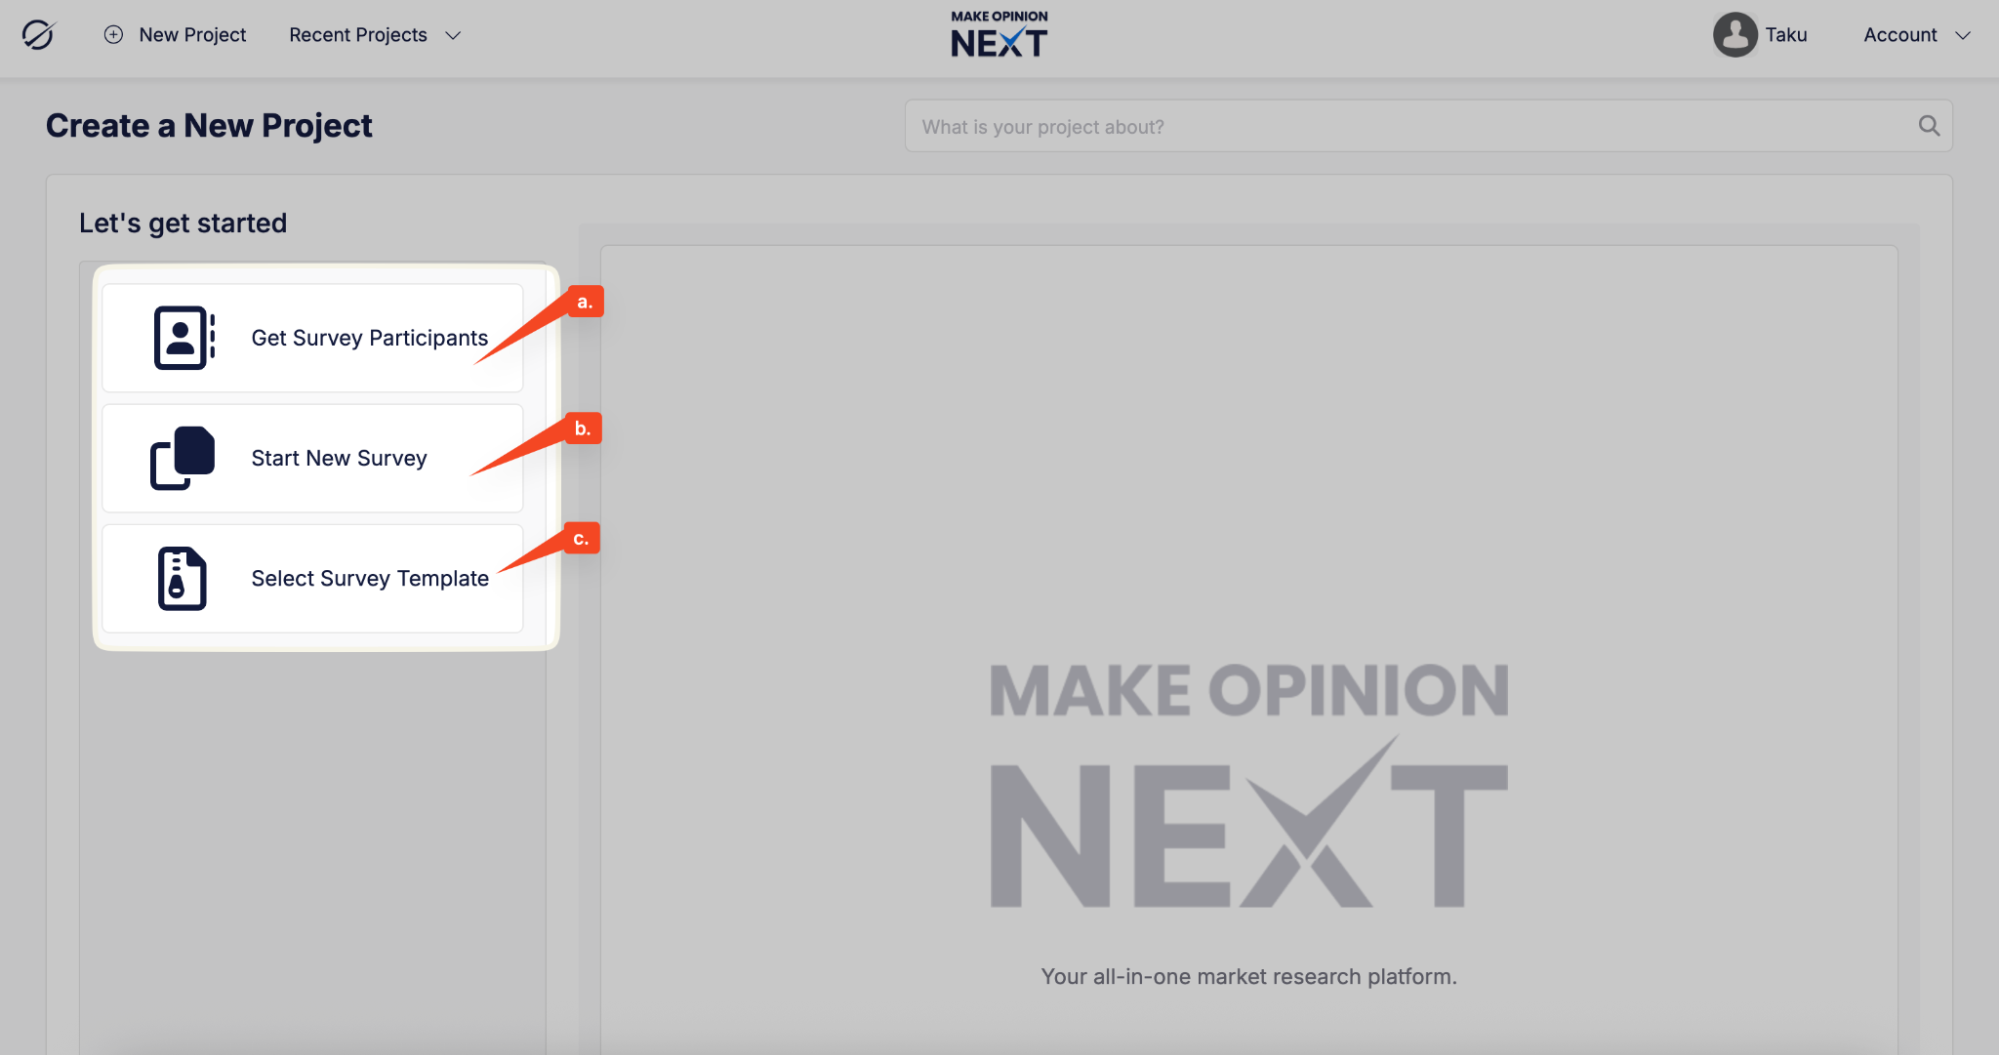 New Project
Recent Projects
MAKE OPINION
NEXT
Taku
Account
Create a New Project
What is your project about?
Let's get started
Get Survey Participants
a.
Start New Survey
b.
Select Survey Template
c.
MAKE OPINION
NEXT
Your all-in-one market research platform.